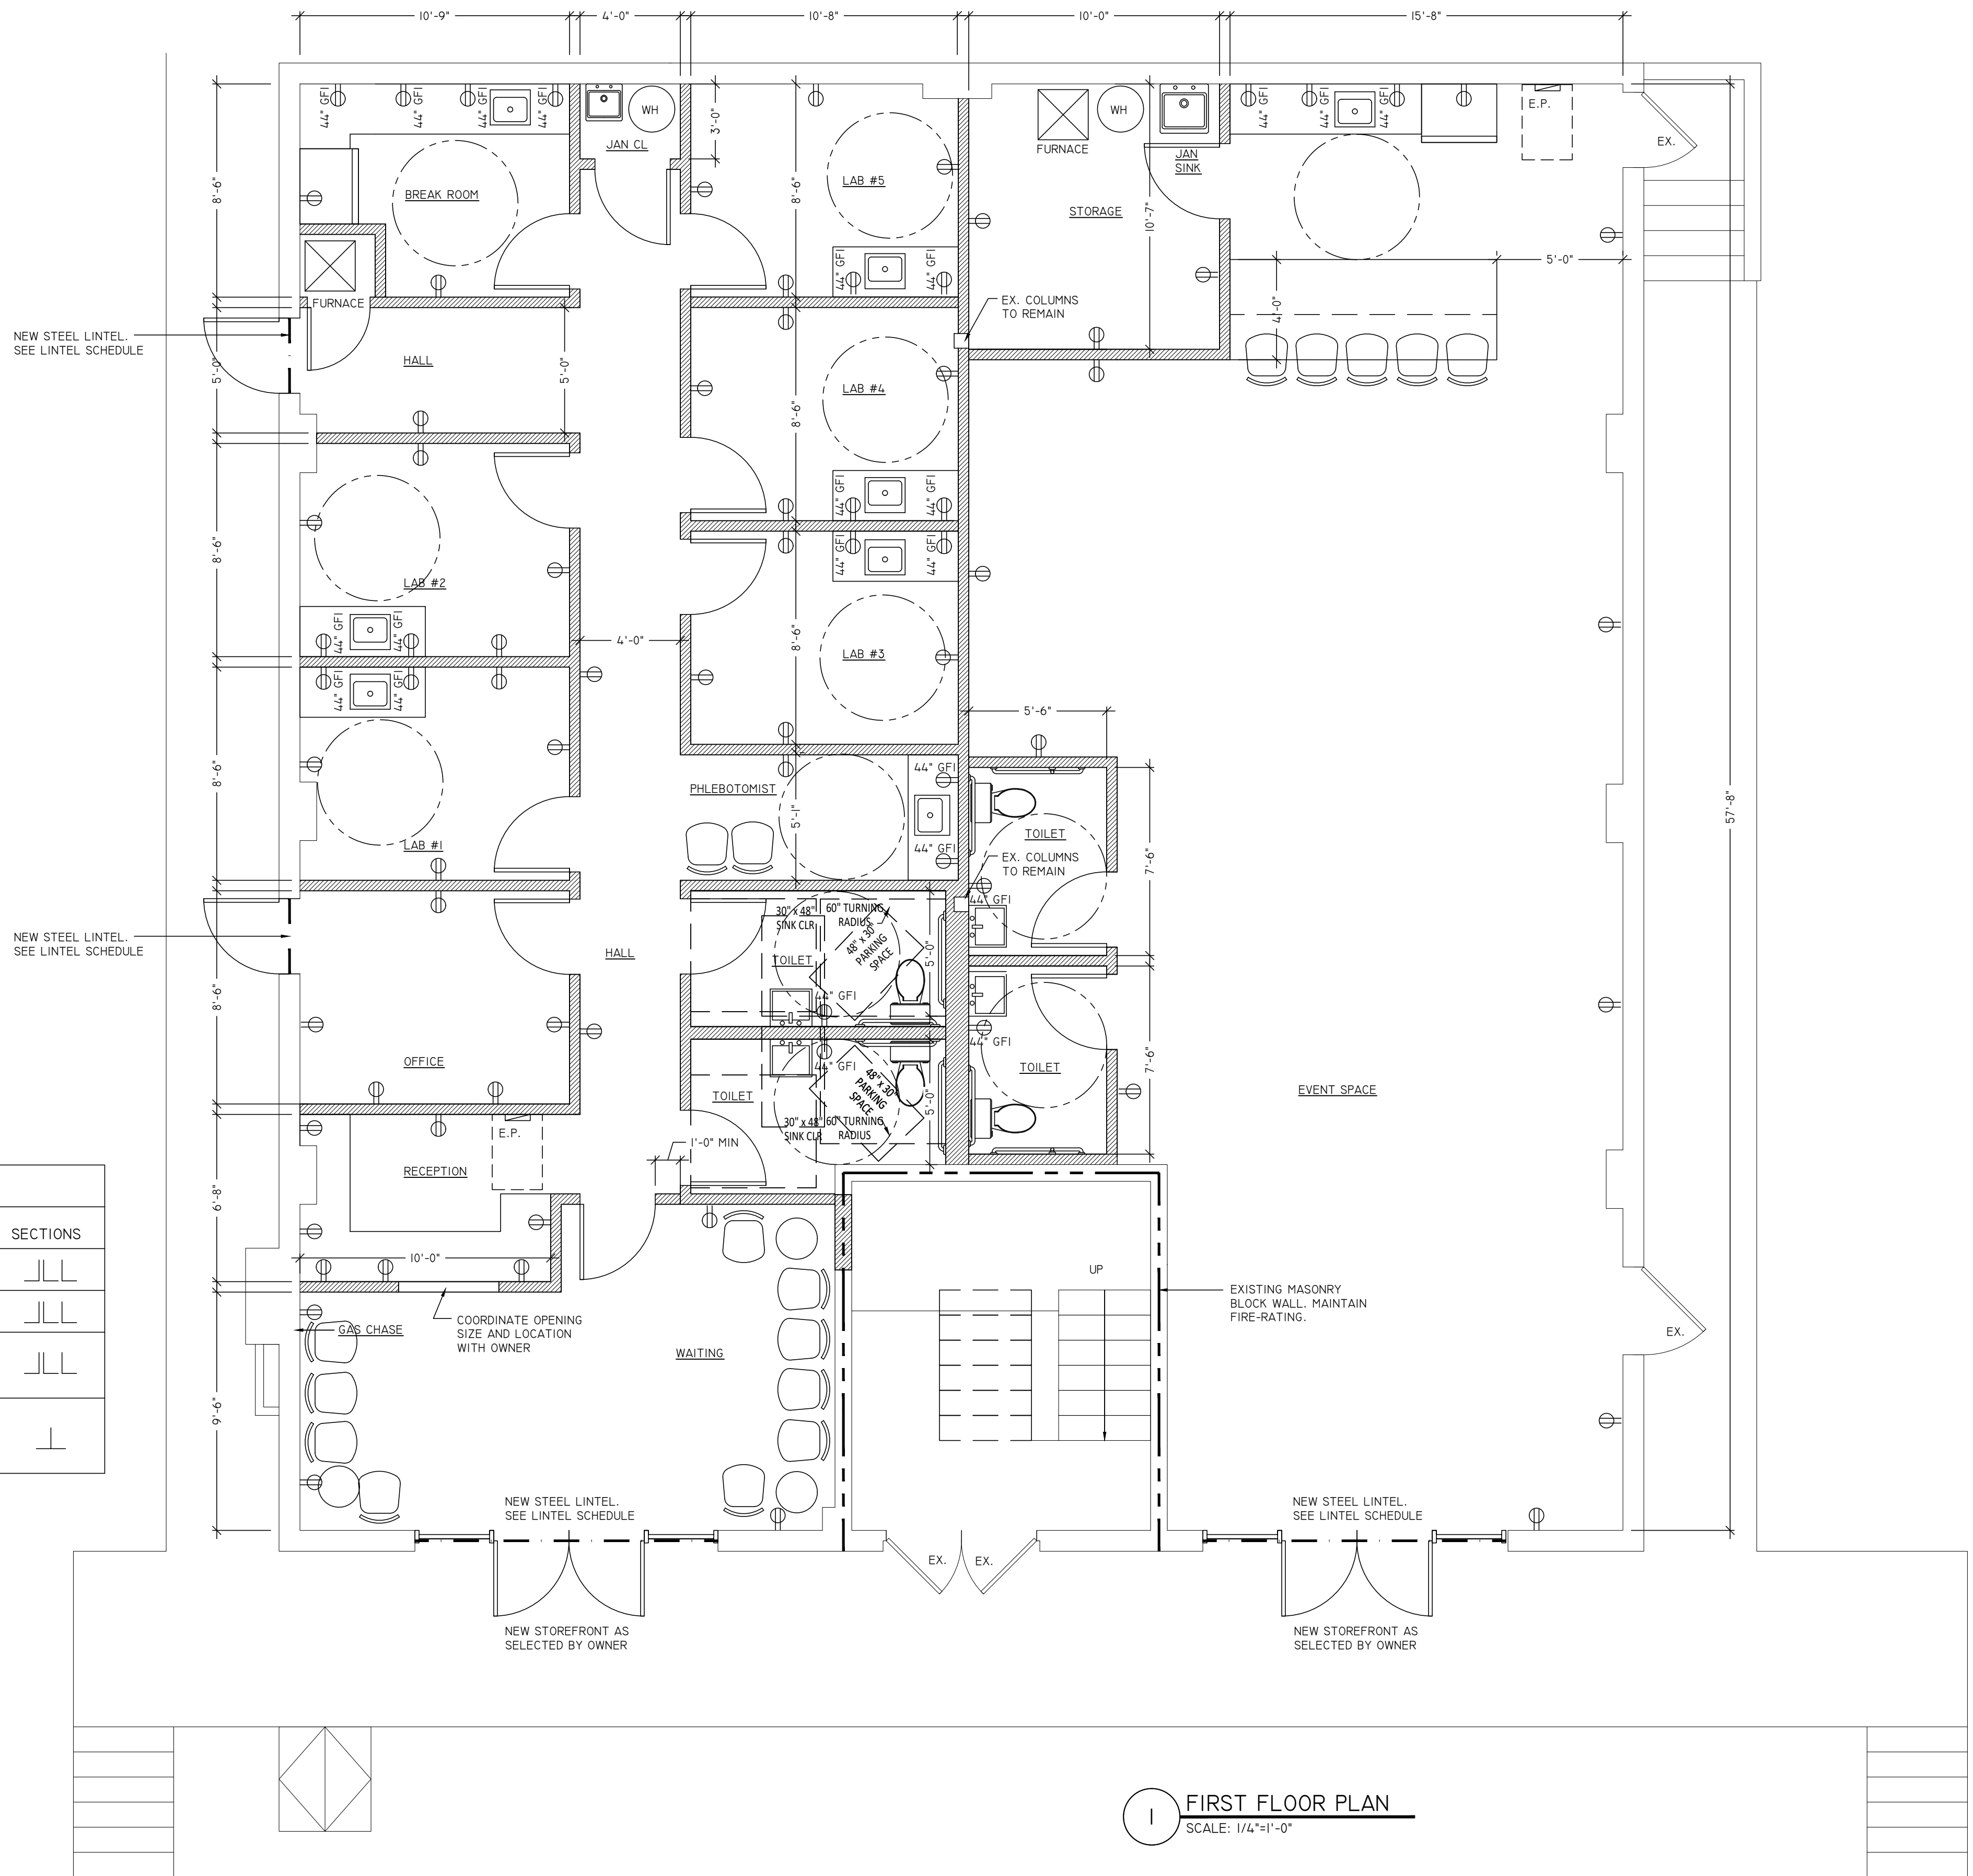 10'-9"
4'-0"
10'-8"
10'-0"
15'-8"
44" GFI
44" GFI
44" GFI
44" GFI
WH
JAN CL
3'-0"
8'-6"
BREAK ROOM
8'-6"
LAB #5
44" GFI
44" GFI
FURNACE
WH
JAN
SINK
STORAGE
10'-7"
44" GFI
44" GFI
44" GFI
E.P.
EX.
5'-0"
4'-0"
FURNACE
NEW STEEL LINTEL.
SEE LINTEL SCHEDULE
5'-0"
HALL
5'-0"
EX. COLUMNS
TO REMAIN
8'-6"
LAB #4
44" GFI
44" GFI
8'-6"
LAB #2
44" GFI
44" GFI
44" GFI
44" GFI
4'-0"
8'-6"
LAB #3
44" GFI
44" GFI
5'-6"
8'-6"
LAB #1
PHLEBOTOMIST
5'-1"
44" GFI
44" GFI
TOILET
EX. COLUMNS
TO REMAIN
44" GFI
7'-6"
57'-8"
NEW STEEL LINTEL.
SEE LINTEL SCHEDULE
HALL
30" x 48"
SINK CLR
60" TURNING
RADIUS
48" x 30"
PARKING
SPACE
TOILET
5'-0"
44" GFI
8'-6"
OFFICE
44" GFI
48" x 30"
PARKING
SPACE
TOILET
5'-0"
30" x 48"
SINK CLR
60" TURNING
RADIUS
44" GFI
TOILET
7'-6"
EVENT SPACE
E.P.
1'-0" MIN
RECEPTION
6'-8"
10'-0"
SECTIONS
UP
EXISTING MASONRY
BLOCK WALL. MAINTAIN
FIRE-RATING.
GAS CHASE
COORDINATE OPENING
SIZE AND LOCATION
WITH OWNER
WAITING
EX.
9'-6"
NEW STEEL LINTEL.
SEE LINTEL SCHEDULE
NEW STEEL LINTEL.
SEE LINTEL SCHEDULE
EX.
EX.
NEW STOREFRONT AS
SELECTED BY OWNER
NEW STOREFRONT AS
SELECTED BY OWNER
1
FIRST FLOOR PLAN
SCALE: 1/4"=1'-0"